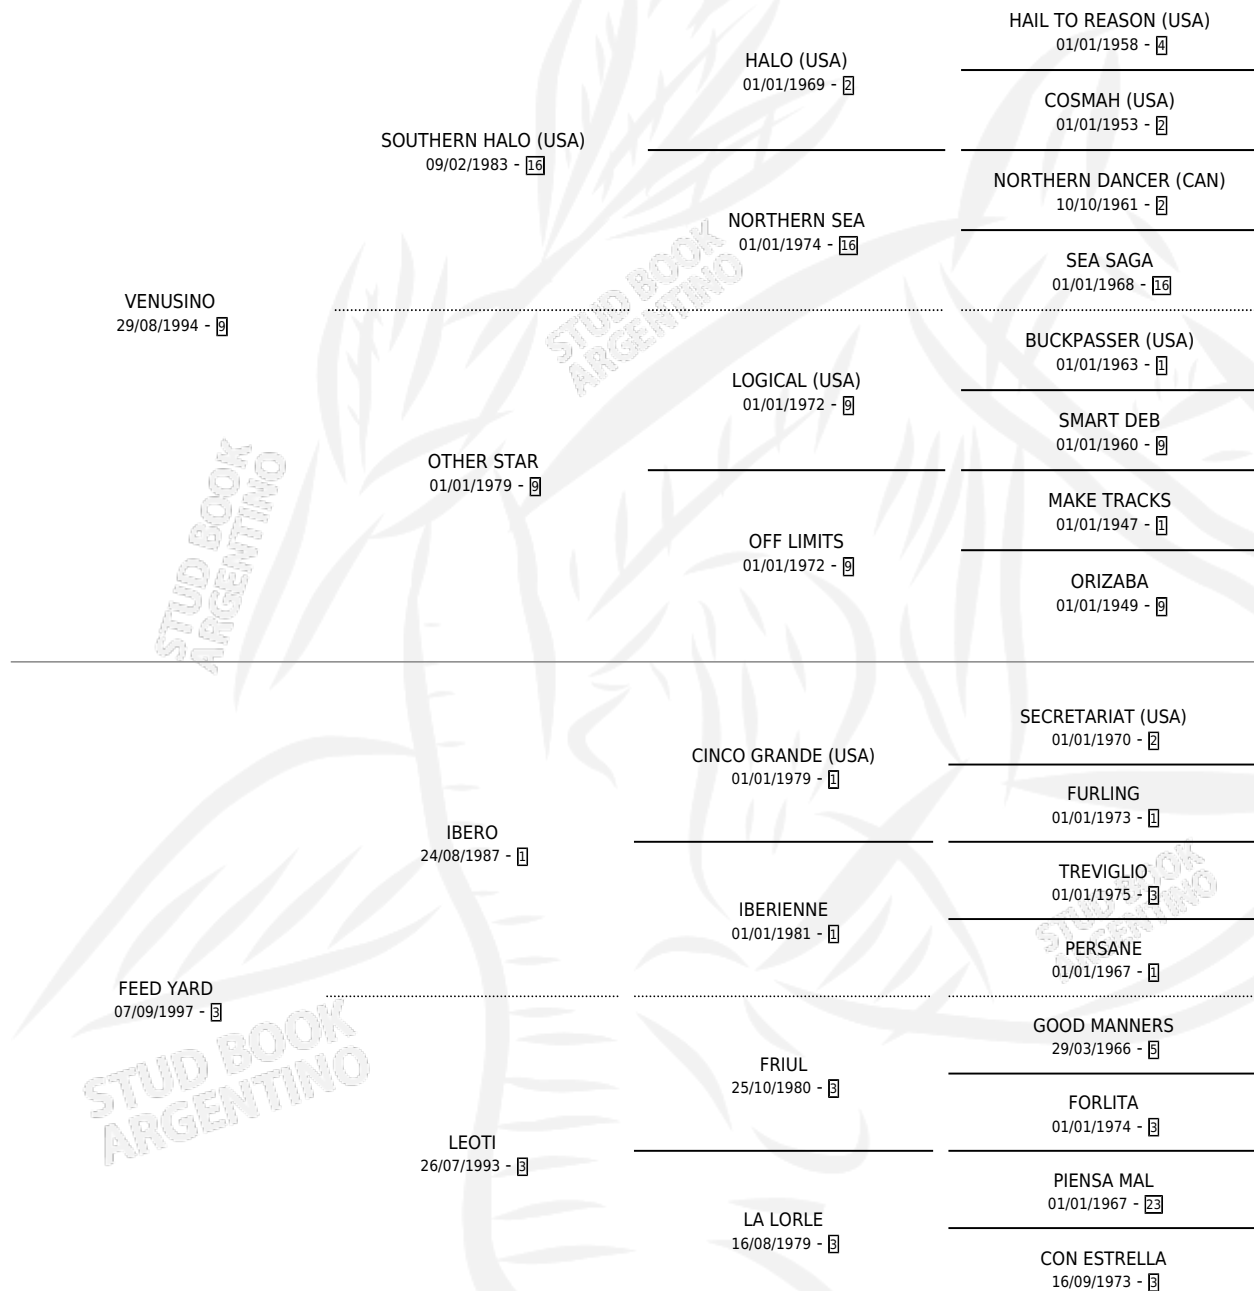 HAIL TO REASON (USA)
01/01/1958 - 4
HALO (USA)
01/01/1969 - 2
COSMAH (USA)
01/01/1953 - 2
SOUTHERN HALO (USA)
09/02/1983 - 16
NORTHERN DANCER (CAN)
10/10/1961 - 2
NORTHERN SEA
01/01/1974 - 16
SEA SAGA
01/01/1968 - 16
VENUSINO
29/08/1994 - 9
BUCKPASSER (USA)
01/01/1963 - 1
LOGICAL (USA)
01/01/1972 - 9
SMART DEB
01/01/1960 - 9
OTHER STAR
01/01/1979 - 9
MAKE TRACKS
01/01/1947 - 1
OFF LIMITS
01/01/1972 - 9
ORIZABA
01/01/1949 - 9
SECRETARIAT (USA)
01/01/1970 - 2
CINCO GRANDE (USA)
01/01/1979 - 1
FURLING
01/01/1973 - 1
IBERO
24/08/1987 - 1
TREVIGLIO
01/01/1975 - 3
IBERIENNE
01/01/1981 - 1
PERSANE
01/01/1967 - 1
FEED YARD
07/09/1997 - 3
GOOD MANNERS
29/03/1966 - 5
FRIUL
25/10/1980 - 3
FORLITA
01/01/1974 - 3
LEOTI
26/07/1993 - 3
PIENSA MAL
01/01/1967 - 23
LA LORLE
16/08/1979 - 3
CON ESTRELLA
16/09/1973 - 3
STUD BOOK
ARGENTINO
STUD BOOK
ARGENTINO
STUD BOOK
ARGENTINO
STUD BOOK
ARGENTINO